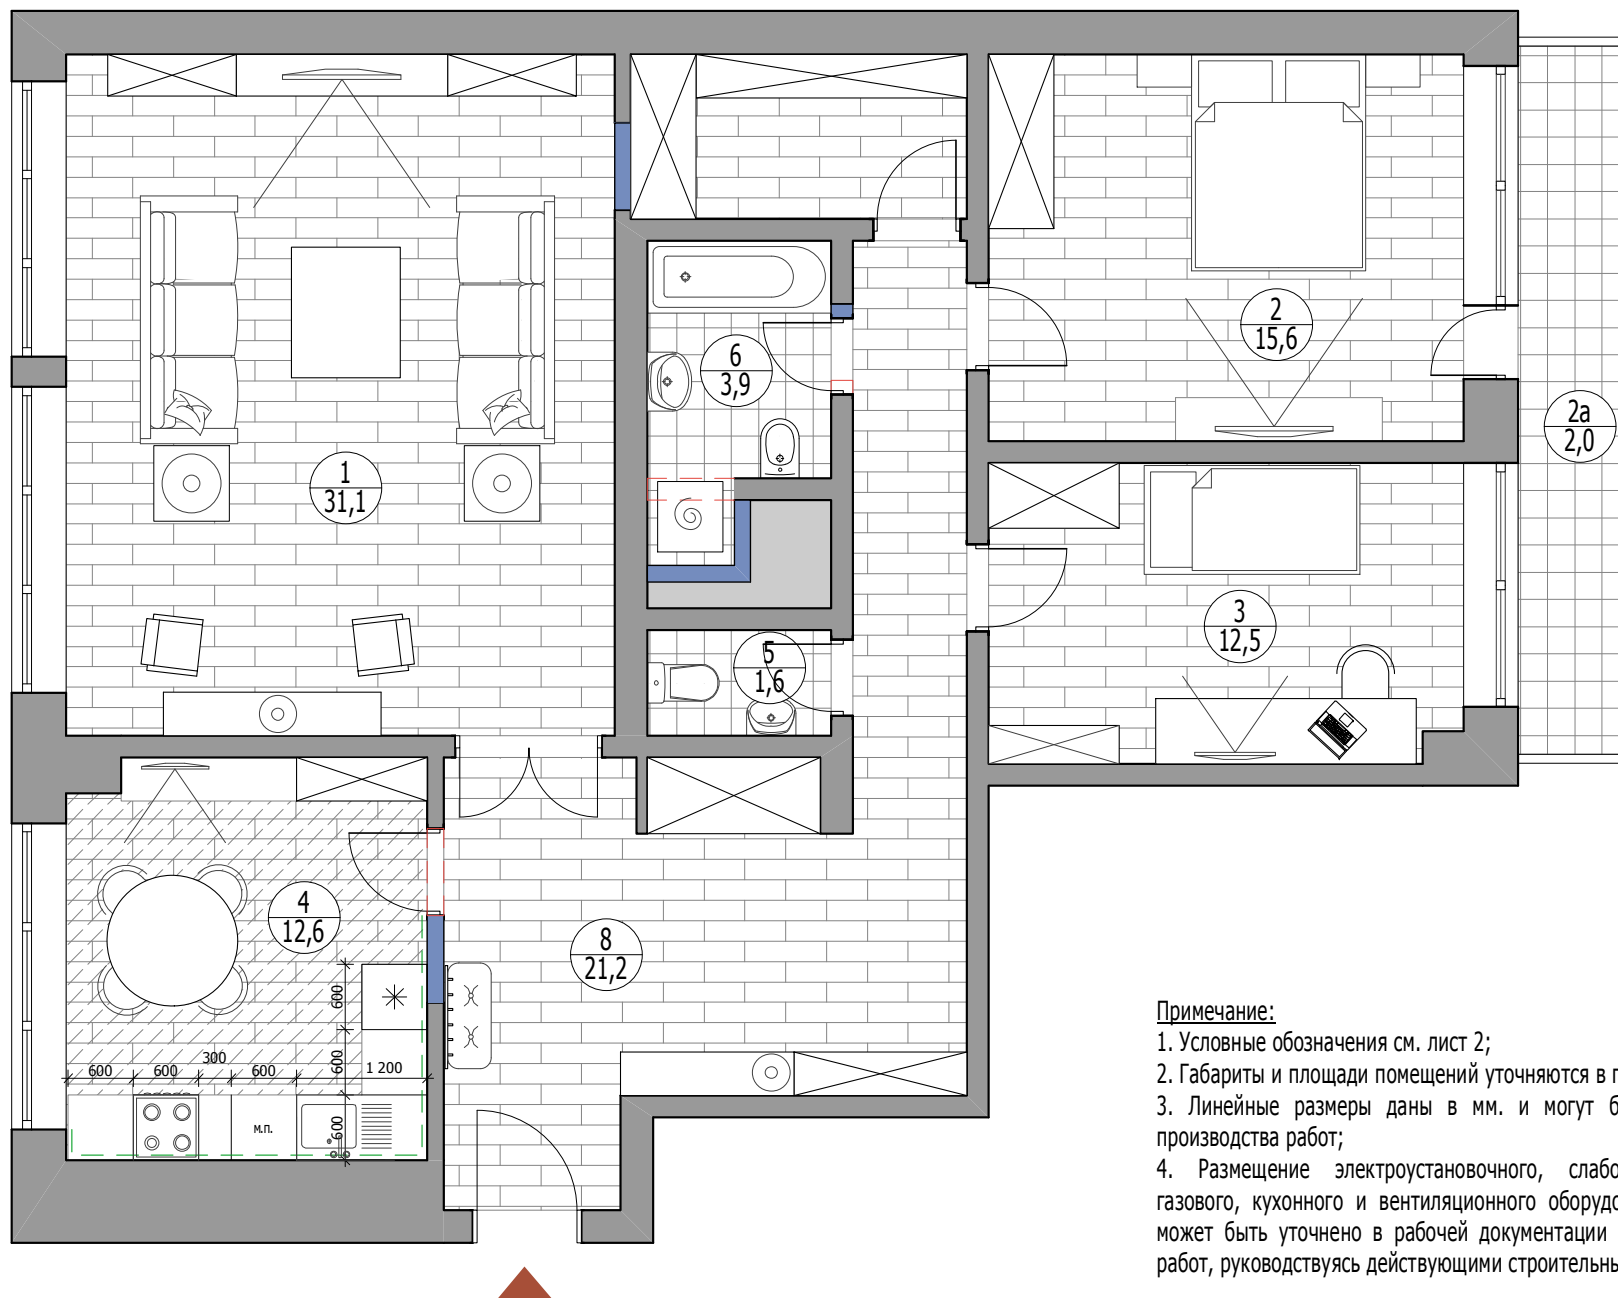 2
15,6
6
3,9
2а
2,0
1
31,1
3
12,5
5
1,6
4
12,6
8
21,2
600
600
300
600
600
600
1 200
600
м.п.
Примечание:
1. Условные обозначения см. лист 2;
2. Габариты и площади помещений уточняются в
3. Линейные размеры даны в мм. и могут
производства работ;
4. Размещение электроустановочного,
газового, кухонного и вентиляционного
может быть уточнено в рабочей документации
работ, руководствуясь действующими